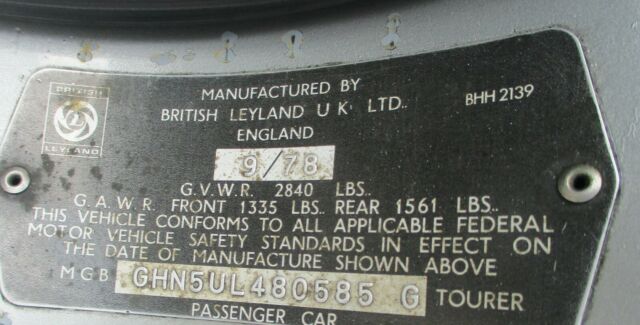 BRITISH
LEYLAND
MANUFACTURED BY
BRITISH LEYLAND U K LTD..
BHH 2139
ENGLAND
9/78
G.V.W.R. 2840 LBS..
G.A.W.R. FRONT 1335 LBS.. REAR 1561 LBS..
THIS VEHICLE CONFORMS TO ALL APPLICABLE FEDERAL
MOTOR VEHICLE SAFETY STANDARDS IN EFFECT ON
THE DATE OF MANUFACTURE SHOWN ABOVE
MGB GHN5UL480585 G TOURER
PASSENGER CAR